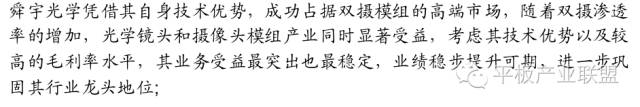 舜宇光学凭借其自身技术优势，成功占据双摄模组的高端市场，随着双摄渗透
率的增加，光学镜头和摄像头模组产业同时显著受益，考虑其技术优势以及较
高的毛利率水平，其业务受益最突出也最稳定，业绩稳步提升可期，进一步巩
固其行业龙头地位；
平板产业联盟